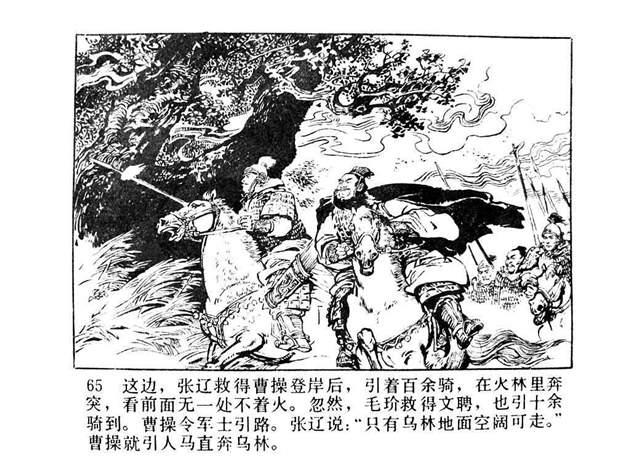 65 这边，张辽救得曹操登岸后，引着百余骑，在火林里奔
突，看前面无一处不着火。忽然，毛玠救得文聘，也引十余
骑到。曹操令军士引路。张辽说：“只有乌林地面空阔可走。”
曹操就引人马直奔乌林。